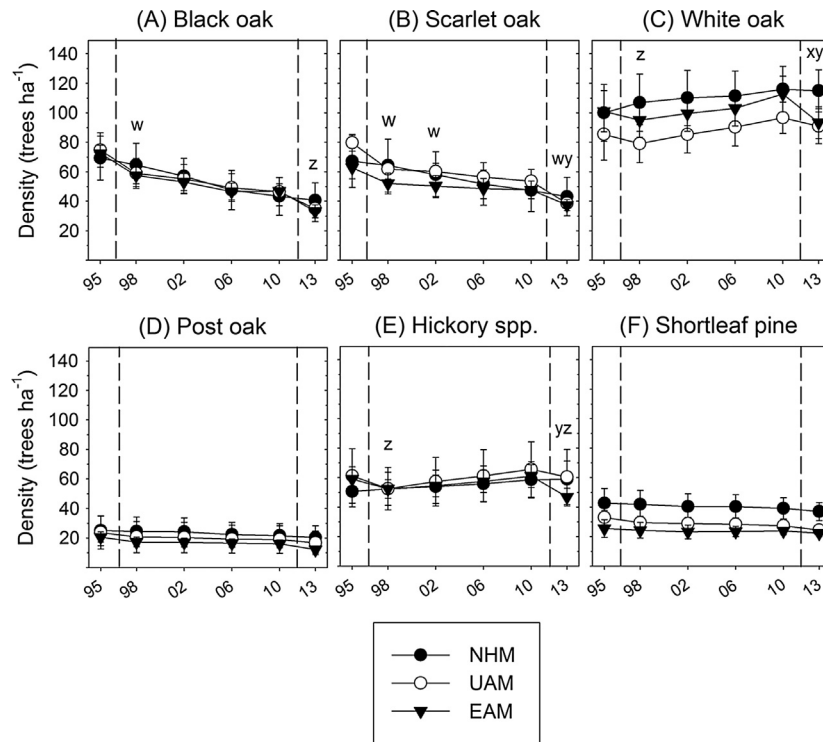 (A) Black oak (B) Scarlet oak (C) White oak
Density (trees ha⁻¹)
140
120
100
80
60
40
20
w
z
w
w
wy
z
xy
95 98 02 06 10 13 95 98 02 06 10 13 95 98 02 06 10 13
(D) Post oak (E) Hickory spp. (F) Shortleaf pine
Density (trees ha⁻¹)
140
120
100
80
60
40
20
z
yz
95 98 02 06 10 13 95 98 02 06 10 13 95 98 02 06 10 13
NHM
UAM
EAM